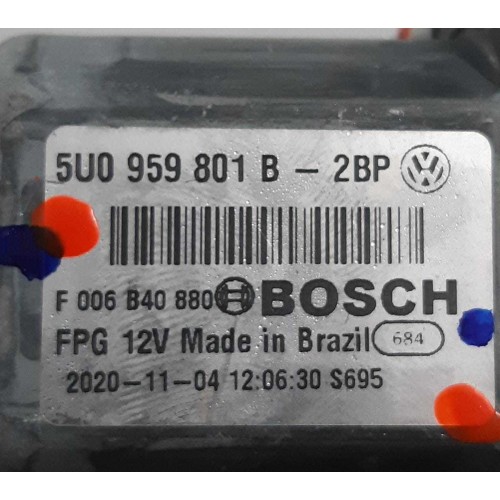 5U0 959 801 B - 2BP
F 006 B40 880 BOSCH
FPG 12V Made in Brazil 684
2020-11-04 12:06:30 S695